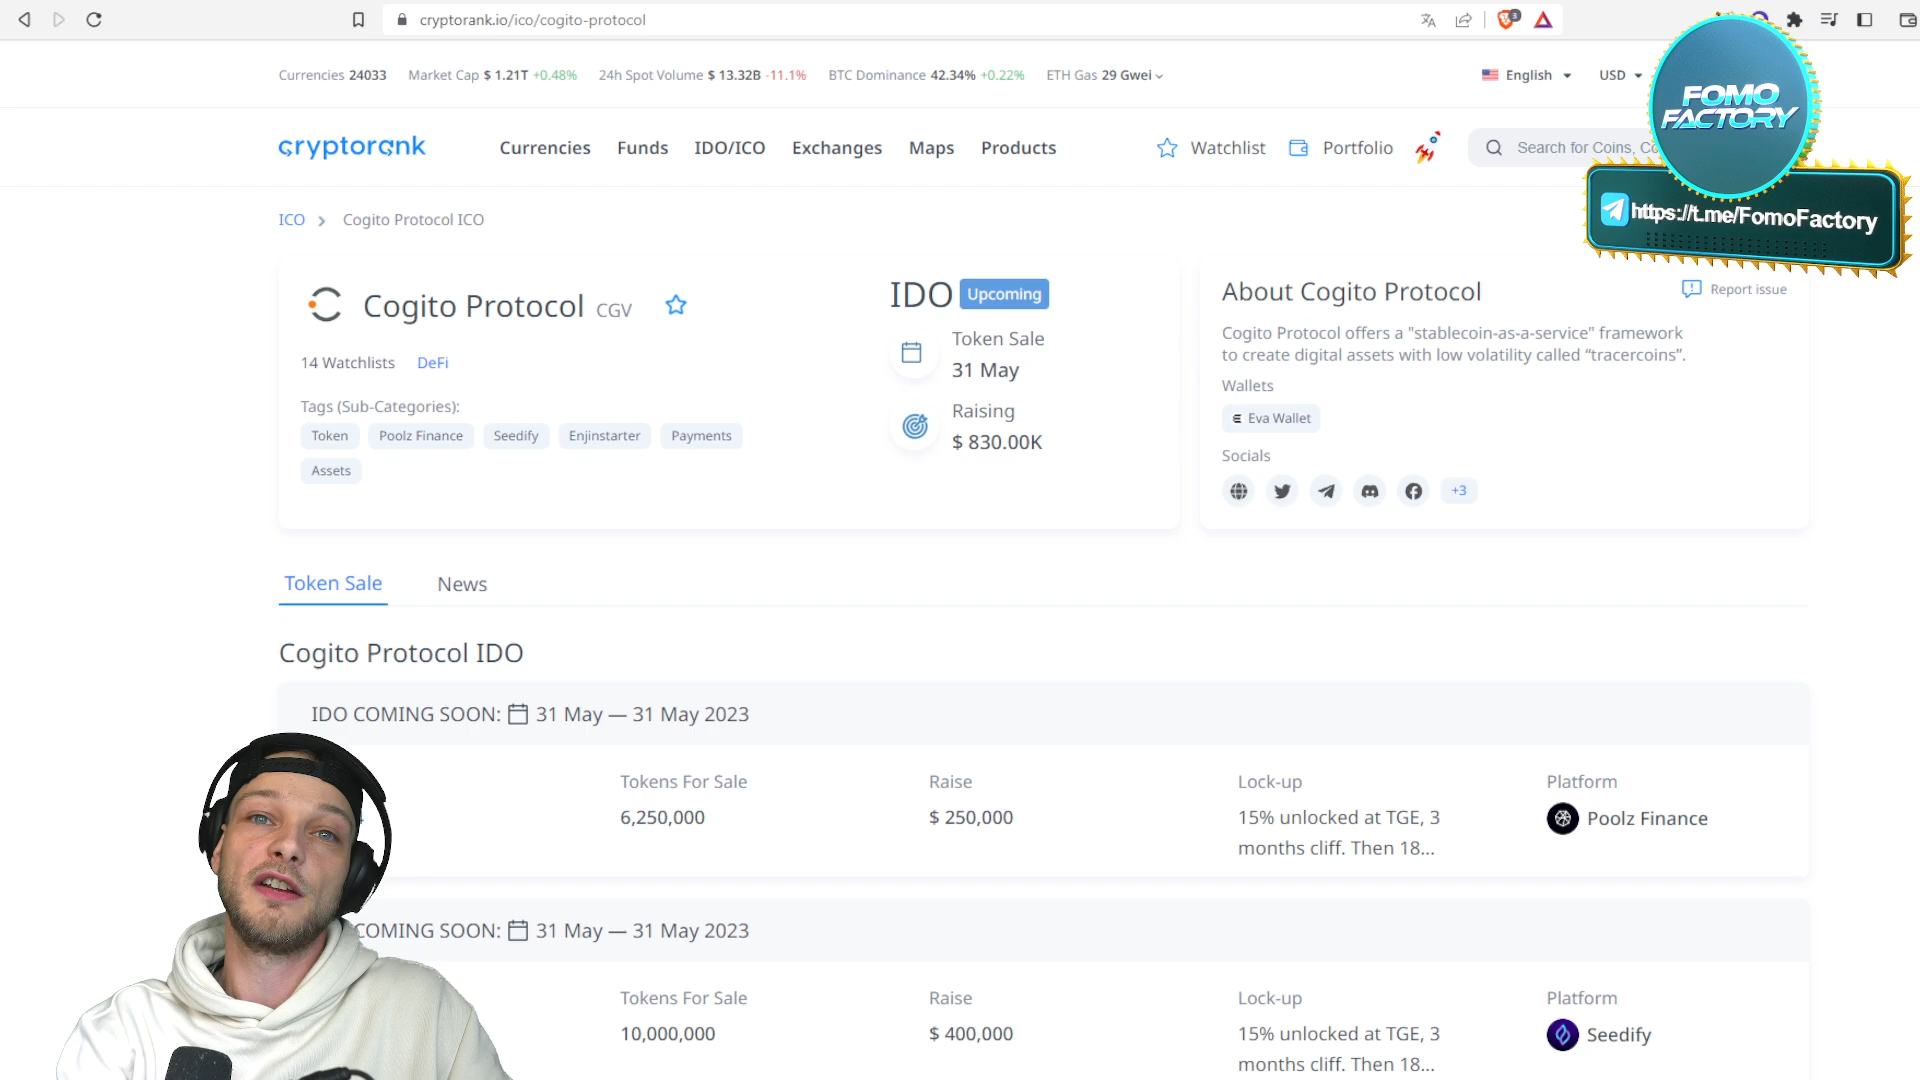 cryptorank.io/ico/cogito-protocol
3
Currencies 24033 Market Cap $ 1.21T +0.48% 24h Spot Volume $ 13.32B -11.1% BTC Dominance 42.34% +0.22% ETH Gas 29 Gwei
English USD
FOMO
FACTORY
cryptorank Currencies Funds IDO/ICO Exchanges Maps Products Watchlist Portfolio Search for Coins,
https://t.me/FomoFactory
ICO Cogito Protocol ICO
Cogito Protocol CGV
14 Watchlists DeFi
Tags (Sub-Categories):
Token Poolz Finance Seedify Enjinstarter Payments
Assets
IDO Upcoming
Token Sale
31 May
Raising
$ 830.00K
About Cogito Protocol
Report issue
Cogito Protocol offers a "stablecoin-as-a-service" framework
to create digital assets with low volatility called “tracercoins”.
Wallets
Eva Wallet
Socials
+3
Token Sale News
Cogito Protocol IDO
IDO COMING SOON: 31 May — 31 May 2023
Tokens For Sale Raise Lock-up Platform
6,250,000 $ 250,000 15% unlocked at TGE, 3 Poolz Finance
months cliff. Then 18...
COMING SOON: 31 May — 31 May 2023
Tokens For Sale Raise Lock-up Platform
10,000,000 $ 400,000 15% unlocked at TGE, 3 Seedify
months cliff. Then 18...